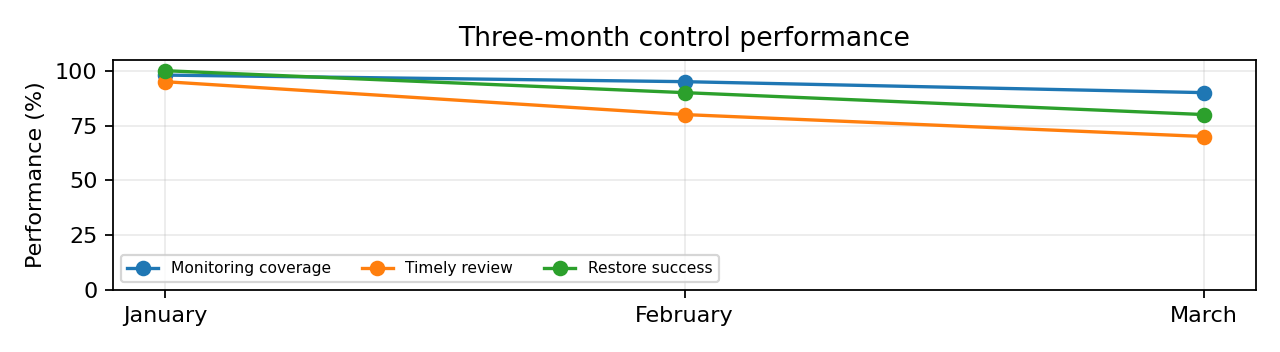 Three-month control performance
Performance (%)
100
75
50
25
0
Monitoring coverage Timely review Restore success
January February March